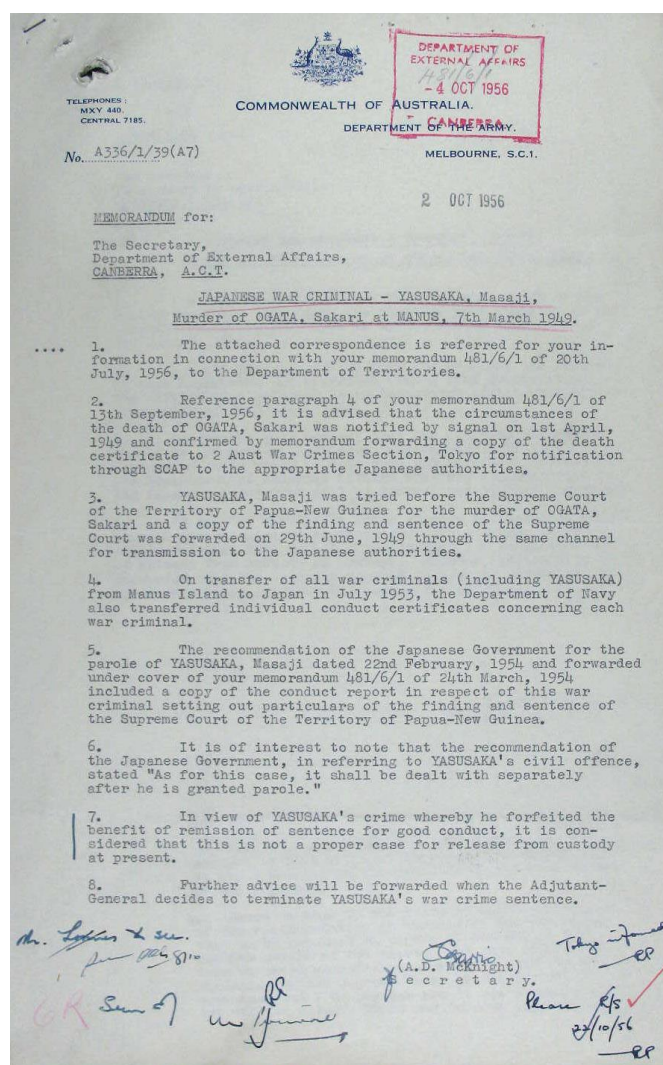 DEPARTMENT OF
EXTERNAL AFFAIRS
481/6/1
- 4 OCT 1956
CANBERRA
TELEPHONES :
MXY 440.
CENTRAL 7185.
COMMONWEALTH OF AUSTRALIA.
DEPARTMENT OF THE ARMY.
No. A336/1/39(A7)
MELBOURNE, S.C.1.
2 OCT 1956
MEMORANDUM for:
The Secretary,
Department of External Affairs,
CANBERRA, A.C.T.
JAPANESE WAR CRIMINAL - YASUSAKA, Masaji,
Murder of OGATA, Sakari at MANUS, 7th March 1949.
.... 1. The attached correspondence is referred for your in-
formation in connection with your memorandum 481/6/1 of 20th
July, 1956, to the Department of Territories.
2. Reference paragraph 4 of your memorandum 481/6/1 of
13th September, 1956, it is advised that the circumstances of
the death of OGATA, Sakari was notified by signal on 1st April,
1949 and confirmed by memorandum forwarding a copy of the death
certificate to 2 Aust War Crimes Section, Tokyo for notification
through SCAP to the appropriate Japanese authorities.
3. YASUSAKA, Masaji was tried before the Supreme Court
of the Territory of Papua-New Guinea for the murder of OGATA,
Sakari and a copy of the finding and sentence of the Supreme
Court was forwarded on 29th June, 1949 through the same channel
for transmission to the Japanese authorities.
4. On transfer of all war criminals (including YASUSAKA)
from Manus Island to Japan in July 1953, the Department of Navy
also transferred individual conduct certificates concerning each
war criminal.
5. The recommendation of the Japanese Government for the
parole of YASUSAKA, Masaji dated 22nd February, 1954 and forwarded
under cover of your memorandum 481/6/1 of 24th March, 1954
included a copy of the conduct report in respect of this war
criminal setting out particulars of the finding and sentence of
the Supreme Court of the Territory of Papua-New Guinea.
6. It is of interest to note that the recommendation of
the Japanese Government, in referring to YASUSAKA's civil offence,
stated "As for this case, it shall be dealt with separately
after he is granted parole."
7. In view of YASUSAKA's crime whereby he forfeited the
benefit of remission of sentence for good conduct, it is con-
sidered that this is not a proper case for release from custody
at present.
8. Further advice will be forwarded when the Adjutant-
General decides to terminate YASUSAKA's war crime sentence.
Mr. to see.
8/10
Tokyo informed
RP
(A.D. McKnight)
Secretary.
RP
Please R/S
22/10/56
RP